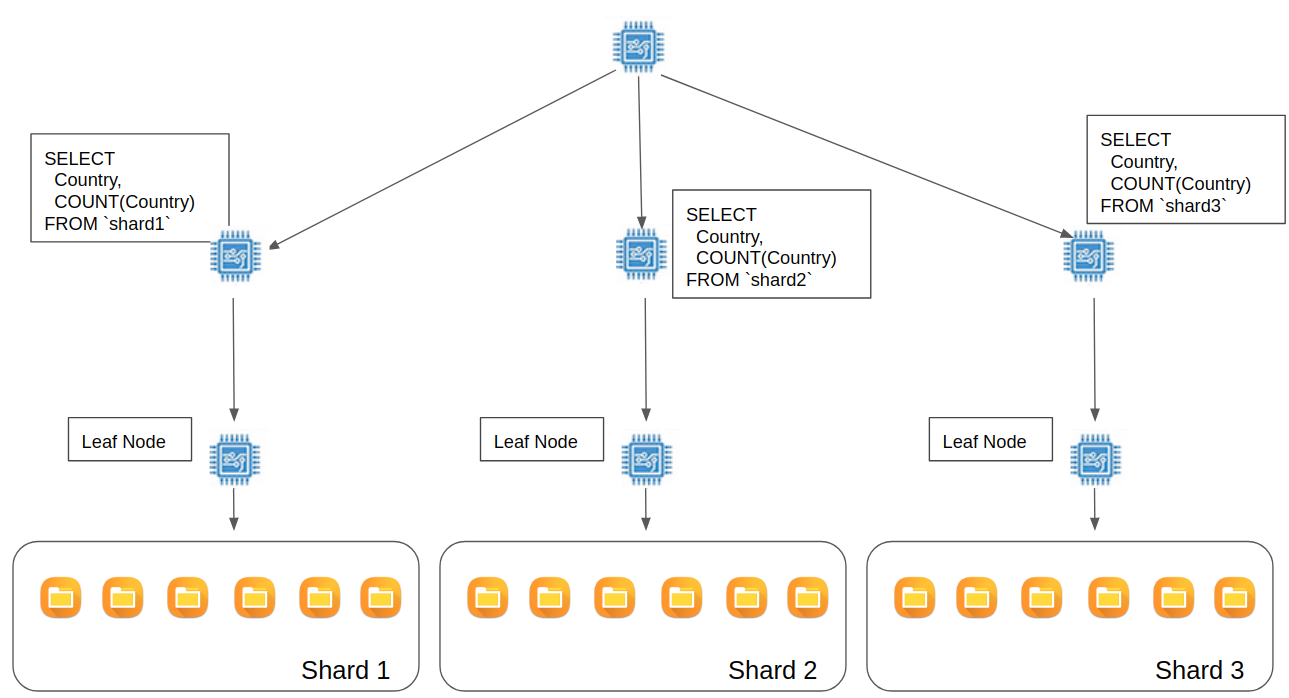 SELECT
Country,
COUNT(Country)
FROM `shard1`
SELECT
Country,
COUNT(Country)
FROM `shard2`
SELECT
Country,
COUNT(Country)
FROM `shard3`
Leaf Node
Leaf Node
Leaf Node
Shard 1
Shard 2
Shard 3